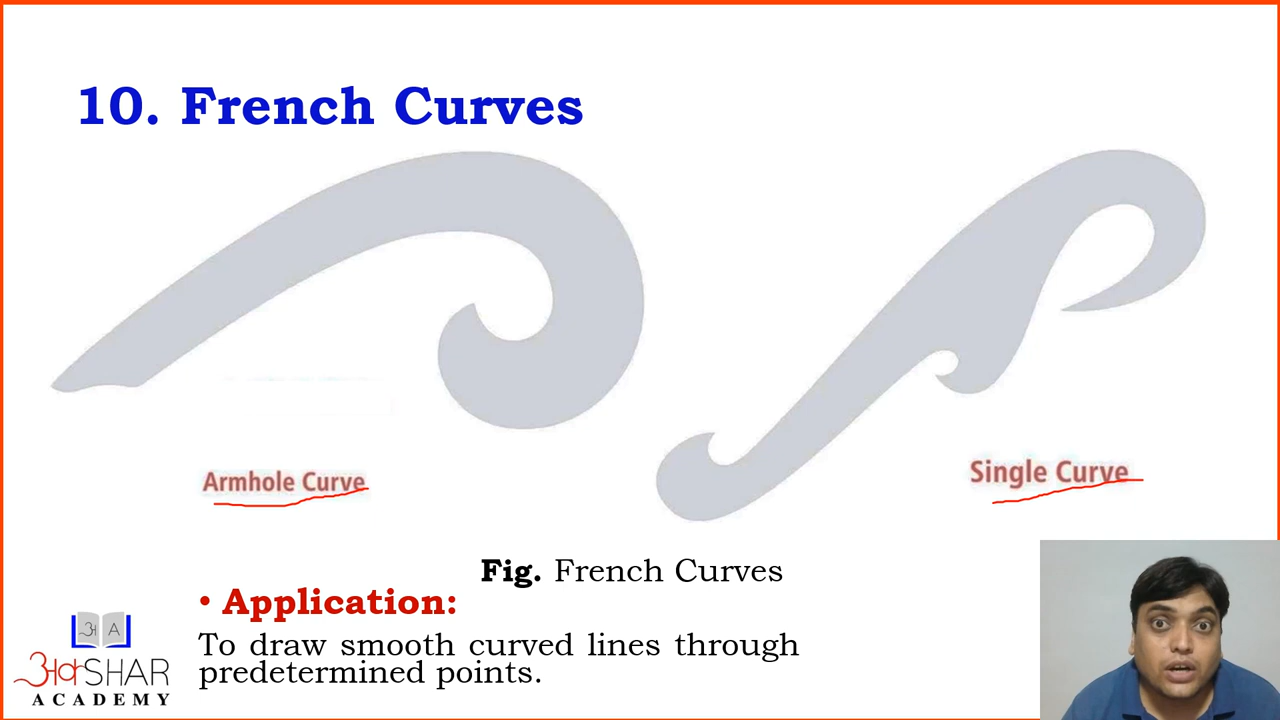 10. French Curves
Armhole Curve
Single Curve
Fig. French Curves
• Application:
To draw smooth curved lines through
predetermined points.
अ A
अक्SHAR
ACADEMY